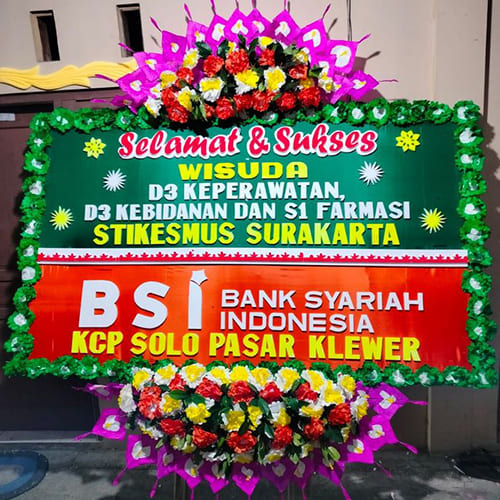 Selamat & Sukses
WISUDA
D3 KEPERAWATAN,
D3 KEBIDANAN DAN S1 FARMASI
STIKESMUS SURAKARTA
BSI BANK SYARIAH
INDONESIA
KCP SOLO PASAR KLEWER